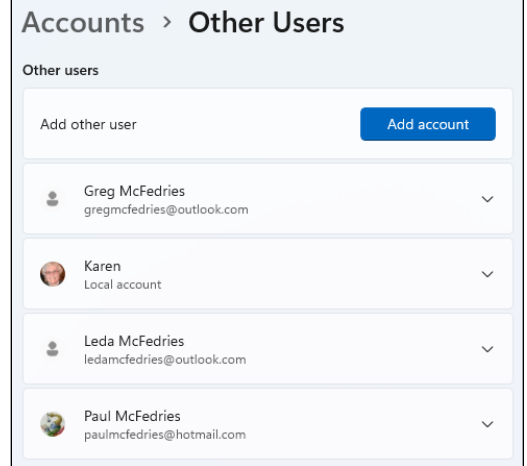 Accounts > Other Users
Other users
Add other user
Add account
Greg McFedries
gregmcfedries@outlook.com
Karen
Local account
Leda McFedries
ledamcfedries@outlook.com
Paul McFedries
paulmcfedries@hotmail.com